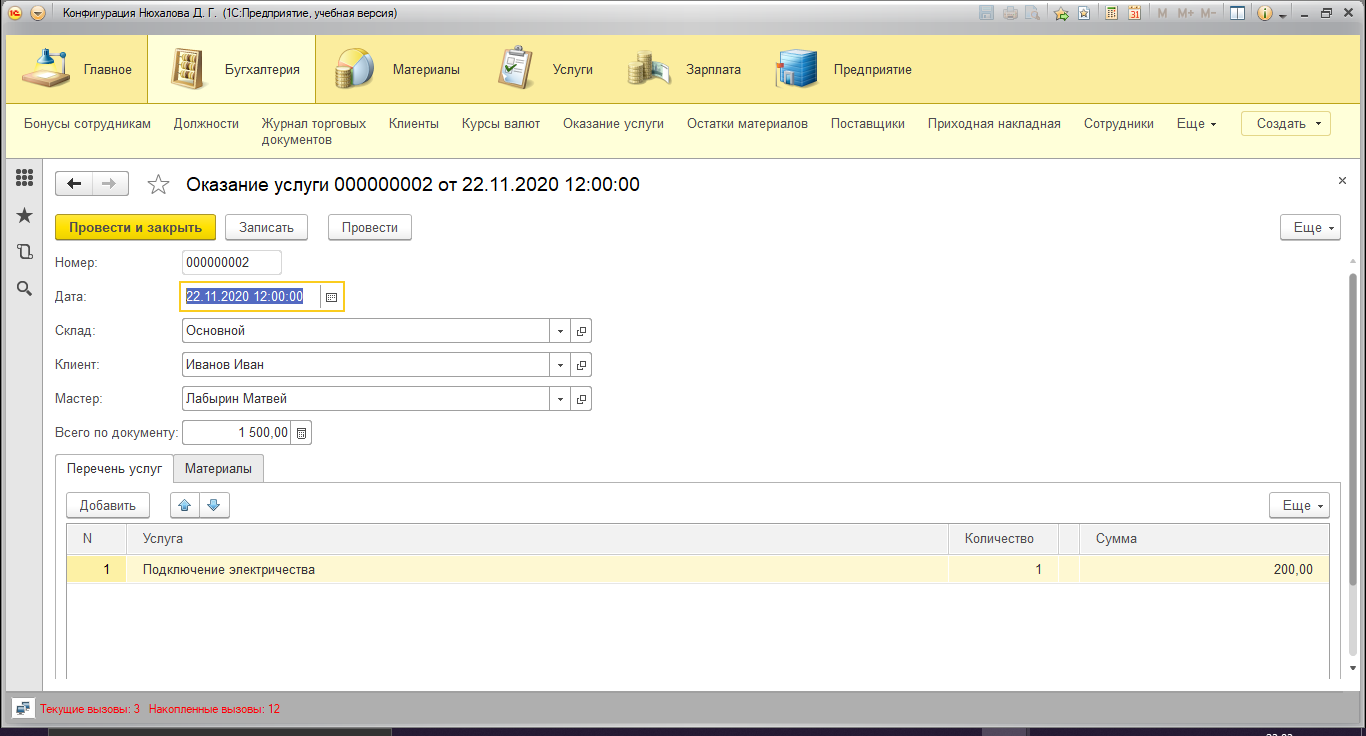 Конфигурация Нюхалова Д. Г. (1С:Предприятие, учебная версия)
M M+ M-
Главное Бугхалтерия Материалы Услуги Зарплата Предприятие
Бонусы сотрудникам Должности Журнал торговых документов Клиенты Курсы валют Оказание услуги Остатки материалов Поставщики Приходная накладная Сотрудники Еще Создать
Оказание услуги 000000002 от 22.11.2020 12:00:00
Провести и закрыть Записать Провести Еще
Номер: 000000002
Дата: 22.11.2020 12:00:00
Склад: Основной
Клиент: Иванов Иван
Мастер: Лабырин Матвей
Всего по документу: 1 500,00
Перечень услуг Материалы
Добавить Еще
N Услуга Количество Сумма
1 Подключение электричества 1 200,00
Текущие вызовы: 3 Накопленные вызовы: 12